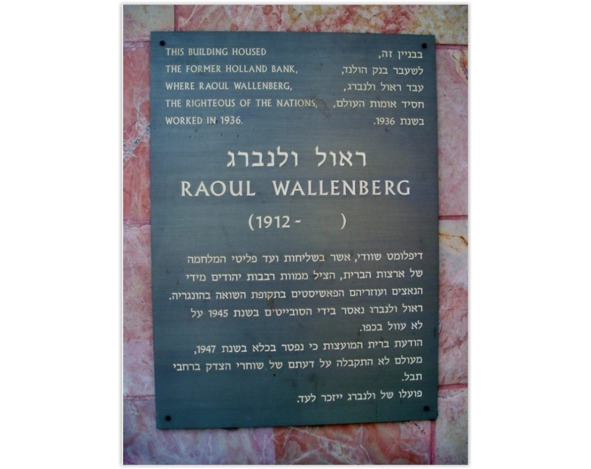 THIS BUILDING HOUSED
THE FORMER HOLLAND BANK,
WHERE RAOUL WALLENBERG,
THE RIGHTEOUS OF THE NATIONS,
WORKED IN 1936.
בבניין זה,
לשעבר בנק הולנד,
עבד ראול ולנברג,
חסיד אומות העולם,
בשנת 1936.
ראול ולנברג
RAOUL WALLENBERG
(1912 -      )
דיפלומט שוודי, אשר בשליחות ועד פליטי המלחמה
של ארצות הברית, הציל ממוות רבבות יהודים מידי
הנאצים ועוזריהם הפאשיסטים בתקופת השואה בהונגריה.
ראול ולנברג נאסר בידי הסובייטים בשנת 1945 על
לא עוול בכפו.
הודעת ברית המועצות כי נפטר בכלא בשנת 1947,
מעולם לא התקבלה על דעתם של שוחרי הצדק ברחבי
תבל.
פועלו של ולנברג ייזכר לעד.